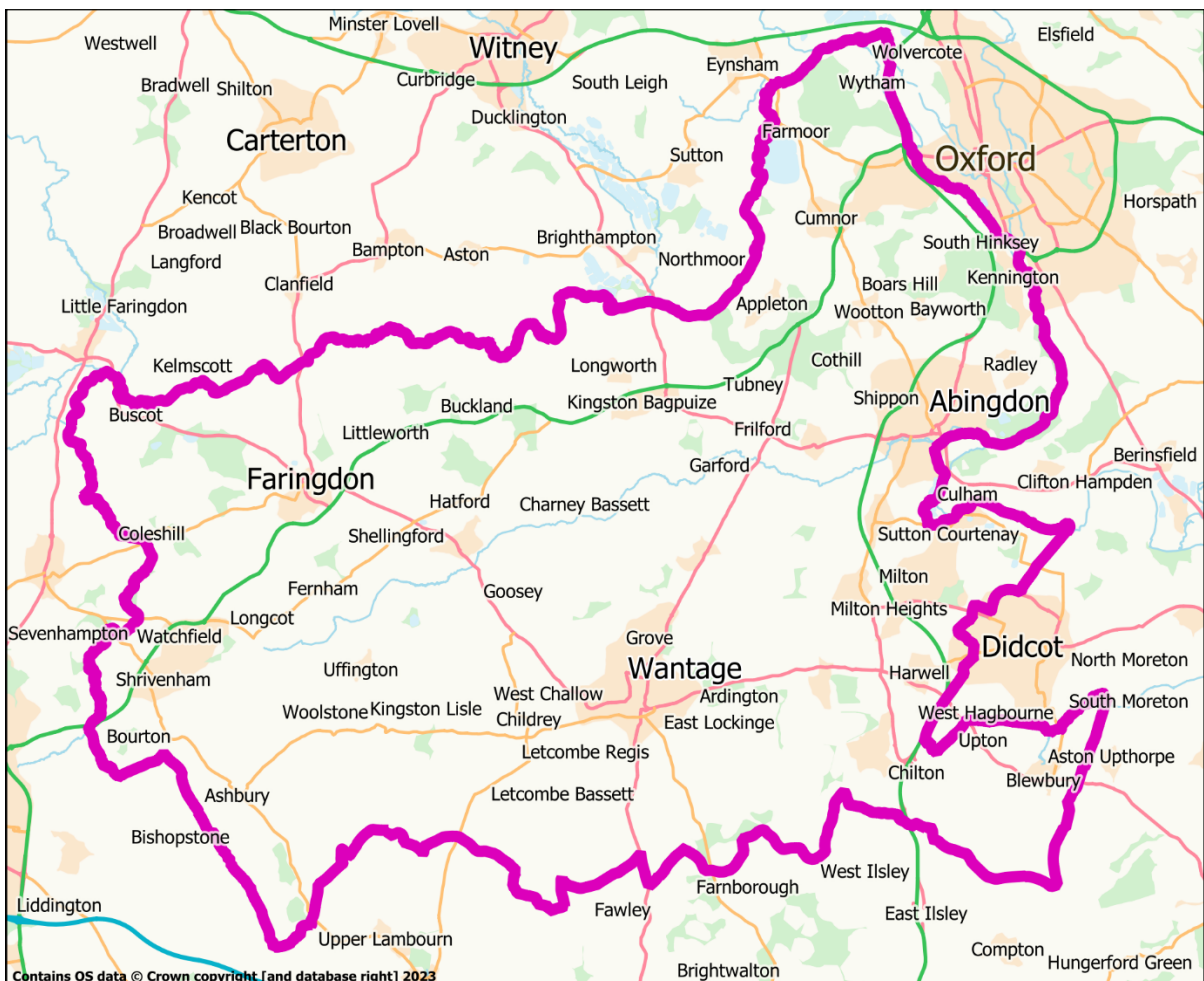 Minster Lovell
Elsfield
Westwell
Witney
Wolvercote
Eynsham
Bradwell
Shilton
Curbridge
South Leigh
Wytham
Ducklington
Farmoor
Carterton
Sutton
Oxford
Kencot
Horspath
Cumnor
Broadwell
Black Bourton
Brighthampton
South Hinksey
Bampton
Aston
Langford
Northmoor
Kennington
Clanfield
Boars Hill
Little Faringdon
Appleton
Wootton
Bayworth
Kelmscott
Longworth
Cothill
Radley
Tubney
Buscot
Buckland
Kingston Bagpuize
Shippon
Abingdon
Littleworth
Frilford
Berinsfield
Garford
Faringdon
Clifton Hampden
Hatford
Charney Bassett
Culham
Coleshill
Shellingford
Sutton Courtenay
Milton
Fernham
Goosey
Longcot
Milton Heights
Sevenhampton
Watchfield
Grove
Didcot
Uffington
Wantage
North Moreton
Shrivenham
Harwell
West Challow
Ardington
South Moreton
Woolstone
Kingston Lisle
Childrey
East Lockinge
West Hagbourne
Bourton
Upton
Letcombe Regis
Aston Upthorpe
Chilton
Blewbury
Ashbury
Letcombe Bassett
Bishopstone
West Ilsley
Farnborough
Liddington
Fawley
East Ilsley
Upper Lambourn
Compton
Hungerford Green
Brightwalton
Contains OS data © Crown copyright [and database right] 2023